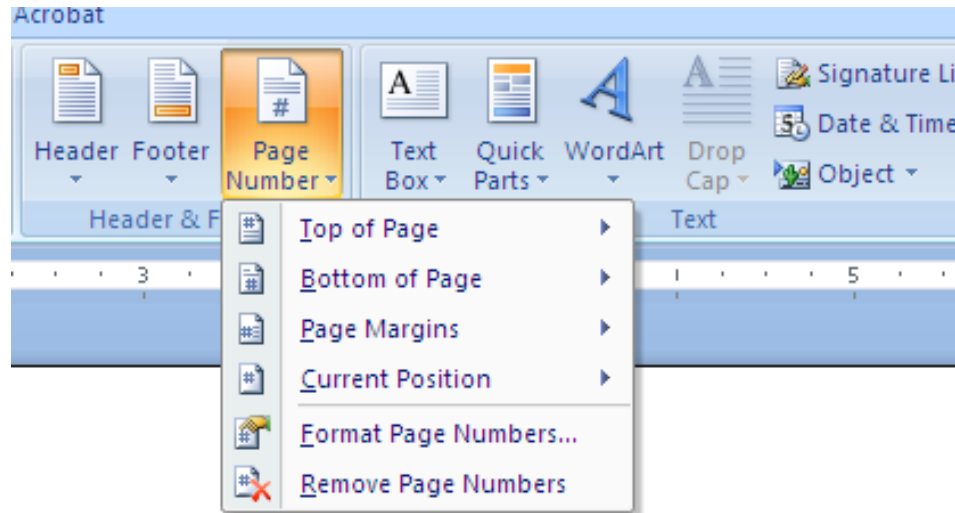 Acrobat
Header Footer Page Number Text Box Quick Parts WordArt Drop Cap
Signature Li
Date & Time
Object
Header & F
Text
3 5
Top of Page
Bottom of Page
Page Margins
Current Position
Format Page Numbers...
Remove Page Numbers